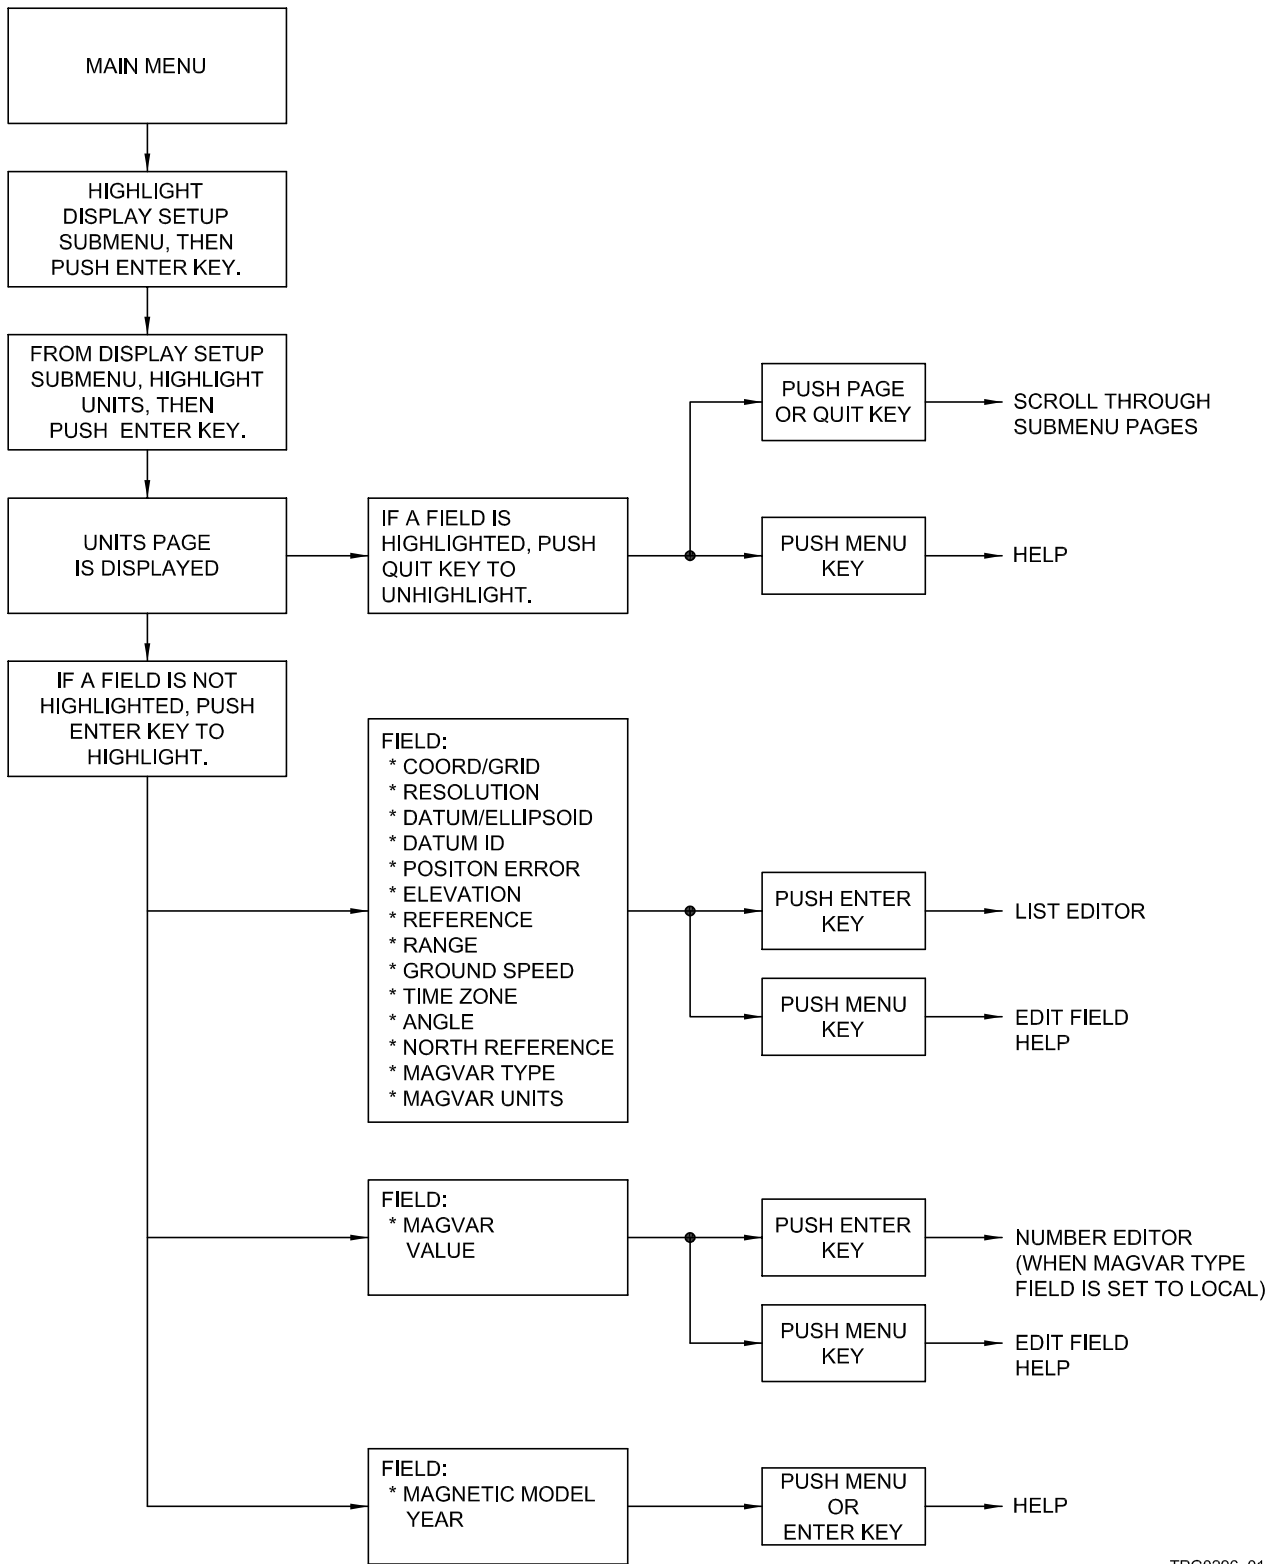 MAIN MENU
HIGHLIGHT
DISPLAY SETUP
SUBMENU, THEN
PUSH ENTER KEY.
FROM DISPLAY SETUP
SUBMENU, HIGHLIGHT
UNITS, THEN
PUSH ENTER KEY.
UNITS PAGE
IS DISPLAYED
IF A FIELD IS
HIGHLIGHTED, PUSH
QUIT KEY TO
UNHIGHLIGHT.
PUSH PAGE
OR QUIT KEY
SCROLL THROUGH
SUBMENU PAGES
PUSH MENU
KEY
HELP
IF A FIELD IS NOT
HIGHLIGHTED, PUSH
ENTER KEY TO
HIGHLIGHT.
FIELD:
* COORD/GRID
* RESOLUTION
* DATUM/ELLIPSOID
* DATUM ID
* POSITON ERROR
* ELEVATION
* REFERENCE
* RANGE
* GROUND SPEED
* TIME ZONE
* ANGLE
* NORTH REFERENCE
* MAGVAR TYPE
* MAGVAR UNITS
PUSH ENTER
KEY
LIST EDITOR
PUSH MENU
KEY
EDIT FIELD
HELP
FIELD:
* MAGVAR
VALUE
PUSH ENTER
KEY
NUMBER EDITOR
(WHEN MAGVAR TYPE
FIELD IS SET TO LOCAL)
PUSH MENU
KEY
EDIT FIELD
HELP
FIELD:
* MAGNETIC MODEL
YEAR
PUSH MENU
OR
ENTER KEY
HELP